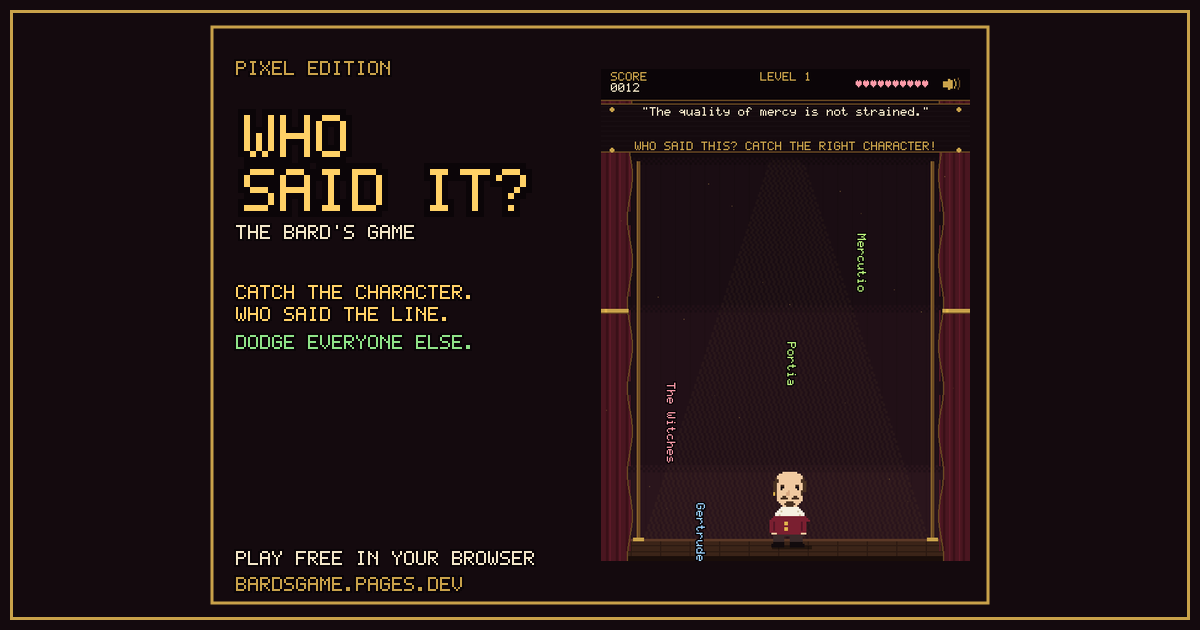 PIXEL EDITION
WHO
SAID IT?
THE BARD'S GAME
CATCH THE CHARACTER.
WHO SAID THE LINE.
DODGE EVERYONE ELSE.
PLAY FREE IN YOUR BROWSER
BARDSGAME.PAGES.DEV
SCORE
0012
LEVEL 1
"The quality of mercy is not strained."
WHO SAID THIS? CATCH THE RIGHT CHARACTER!
Mercutio
Portia
The Witches
Gertrude